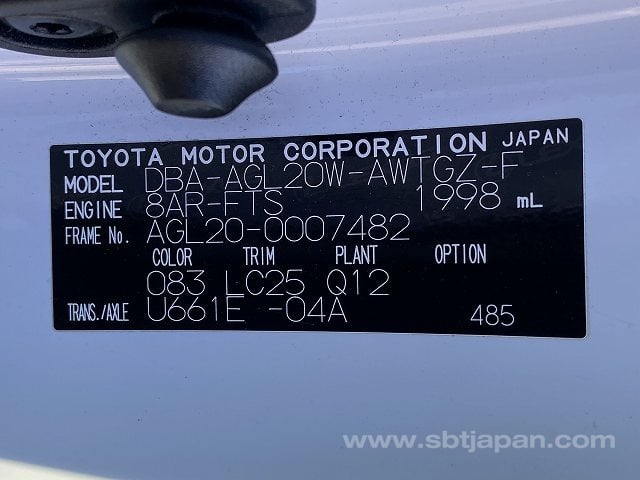 TOYOTA MOTOR CORPORATION JAPAN
MODEL DBA-AGL20W-AWTGZ-F
ENGINE 8AR-FTS 1998 mL
FRAME No. AGL20-0007482
COLOR TRIM PLANT OPTION
083 LC25 Q12
TRANS./AXLE U661E -04A 485
www.sbtjapan.com